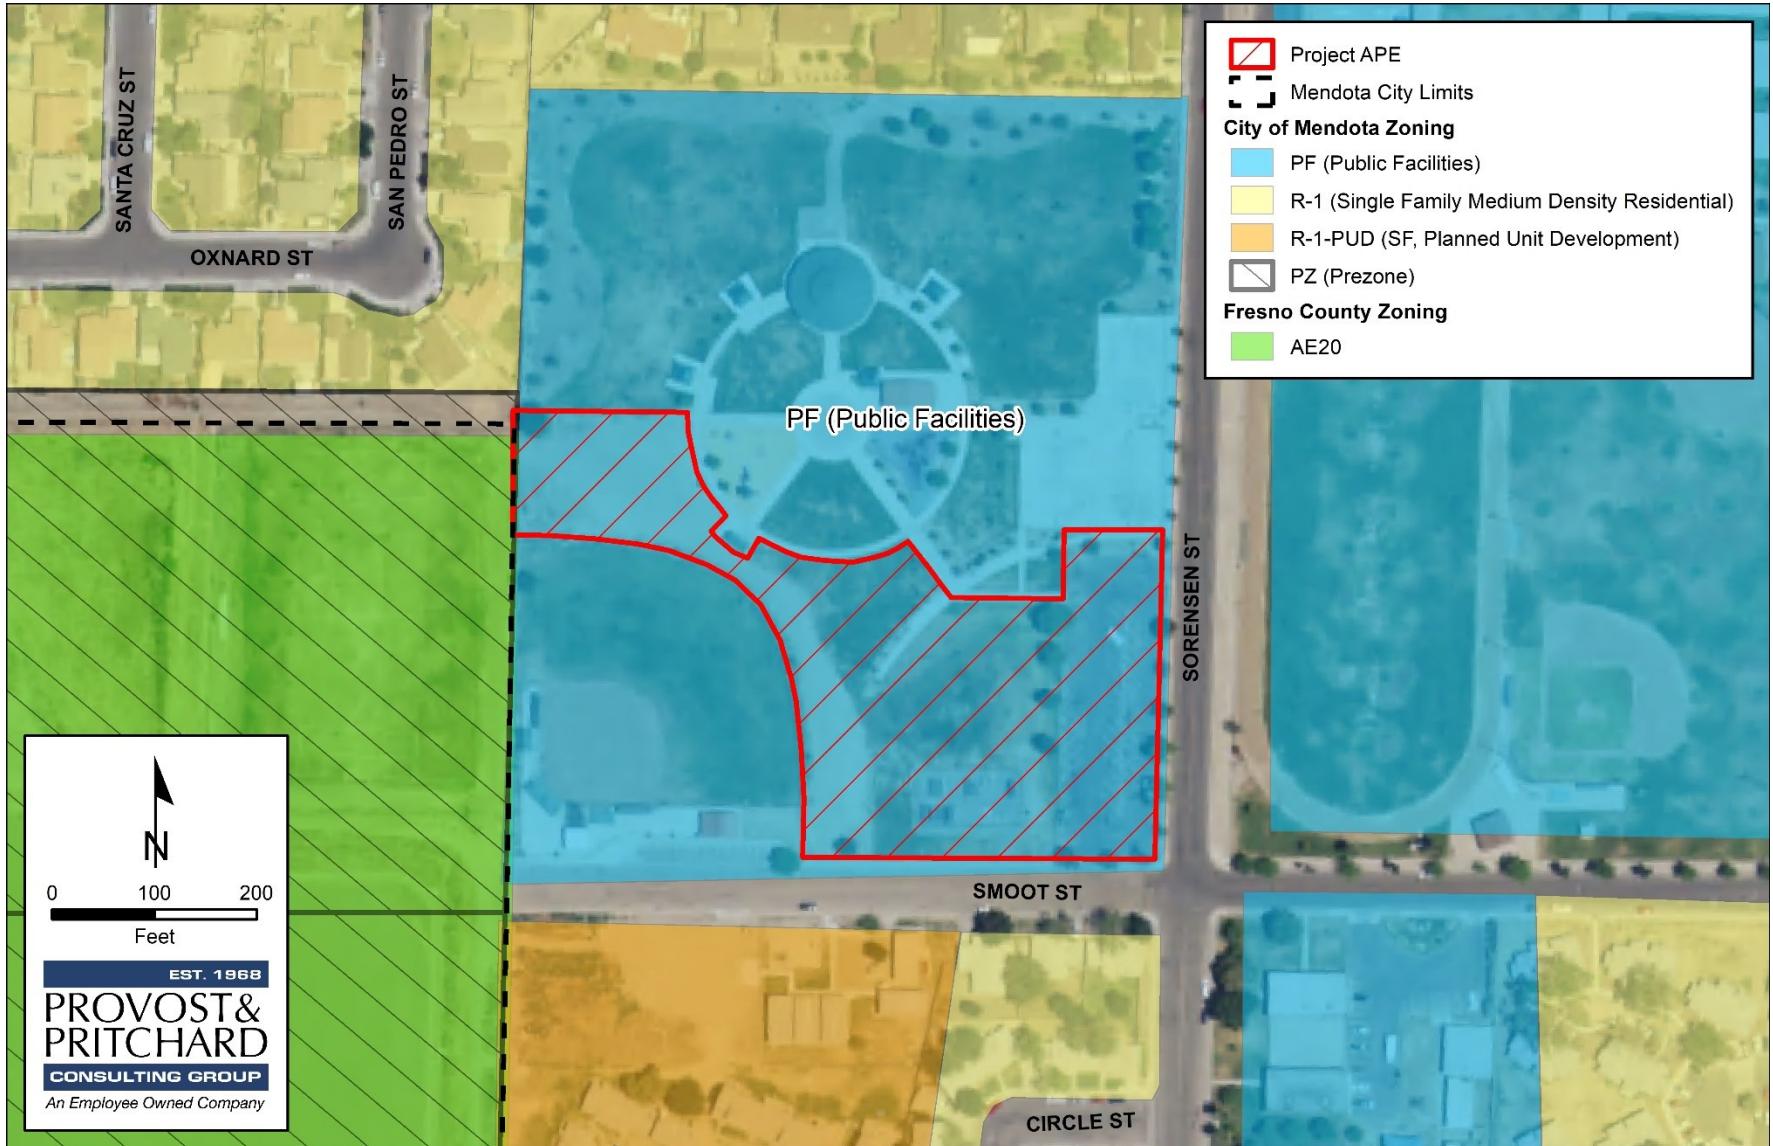 Project APE
Mendota City Limits
City of Mendota Zoning
PF (Public Facilities)
R-1 (Single Family Medium Density Residential)
R-1-PUD (SF, Planned Unit Development)
PZ (Prezone)
Fresno County Zoning
AE20
SANTA CRUZ ST
SAN PEDRO ST
OXNARD ST
PF (Public Facilities)
SORENSEN ST
SMOOT ST
CIRCLE ST
N
0 100 200
Feet
EST. 1968
PROVOST&
PRITCHARD
CONSULTING GROUP
An Employee Owned Company